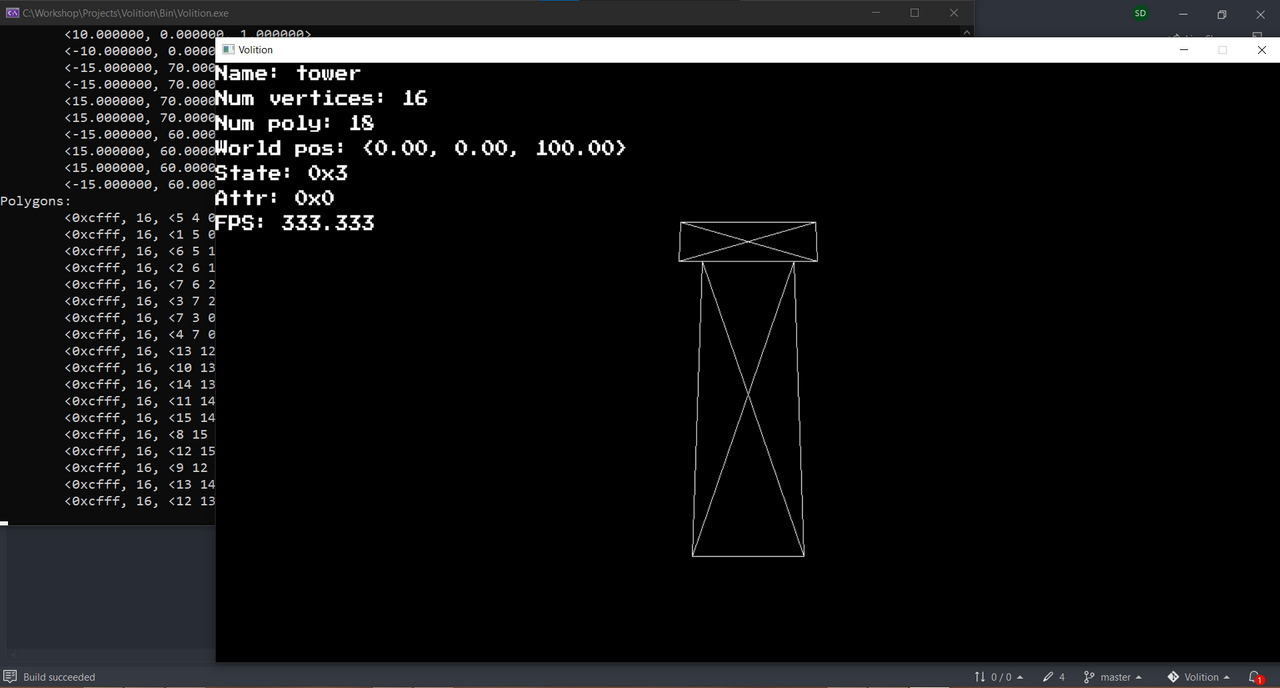 C:\Workshop\Projects\Volition\Bin\Volition.exe
SD
<10.000000, 0.000000, 1.000000>
<-10.000000, 0.0000
<-15.000000, 70.000
<-15.000000, 70.000
<15.000000, 70.0000
<15.000000, 70.0000
<-15.000000, 60.000
<15.000000, 60.0000
<15.000000, 60.0000
<-15.000000, 60.000
Polygons:
<0xcfff, 16, <5 4 0
<0xcfff, 16, <1 5 0
<0xcfff, 16, <6 5 1
<0xcfff, 16, <2 6 1
<0xcfff, 16, <7 6 2
<0xcfff, 16, <3 7 2
<0xcfff, 16, <7 3 0
<0xcfff, 16, <4 7 0
<0xcfff, 16, <13 12
<0xcfff, 16, <10 13
<0xcfff, 16, <14 13
<0xcfff, 16, <11 14
<0xcfff, 16, <15 14
<0xcfff, 16, <8 15
<0xcfff, 16, <12 15
<0xcfff, 16, <9 12
<0xcfff, 16, <13 14
<0xcfff, 16, <12 13
Volition
Name: tower
Num vertices: 16
Num poly: 18
World pos: <0.00, 0.00, 100.00>
State: 0x3
Attr: 0x0
FPS: 333.333
Build succeeded
0 / 0
4
master
Volition
1